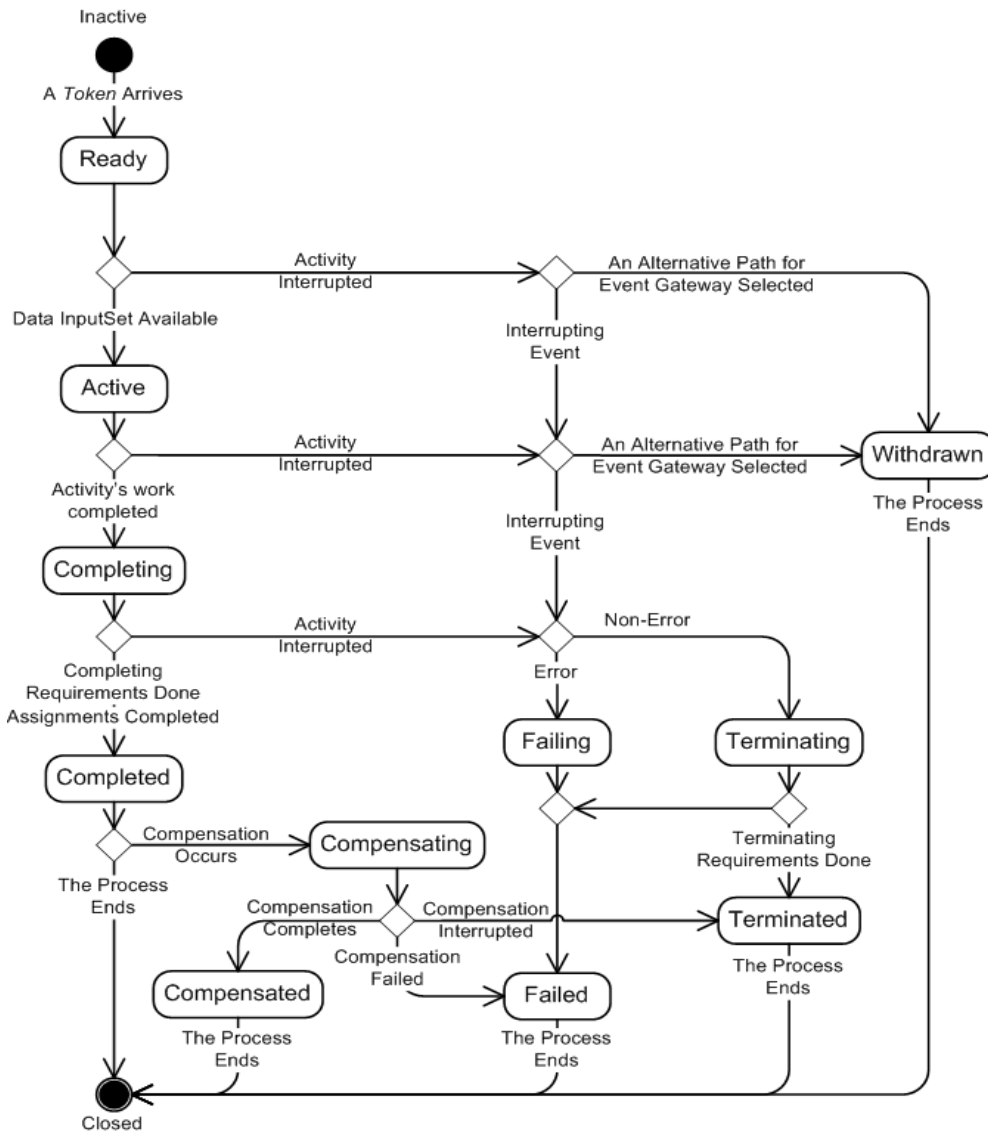 Inactive
A Token Arrives
Ready
Activity
Interrupted
An Alternative Path for
Event Gateway Selected
Data InputSet Available
Interrupting
Event
Active
Activity
Interrupted
An Alternative Path for
Event Gateway Selected
Withdrawn
Activity's work
completed
The Process
Ends
Interrupting
Event
Completing
Activity
Interrupted
Non-Error
Completing
Requirements Done
Assignments Completed
Error
Failing
Terminating
Completed
Compensation
Occurs
Compensating
Terminating
Requirements Done
The Process
Ends
Compensation
Completes
Compensation
Interrupted
Terminated
Compensation
Failed
The Process
Ends
Compensated
Failed
The Process
Ends
The Process
Ends
Closed